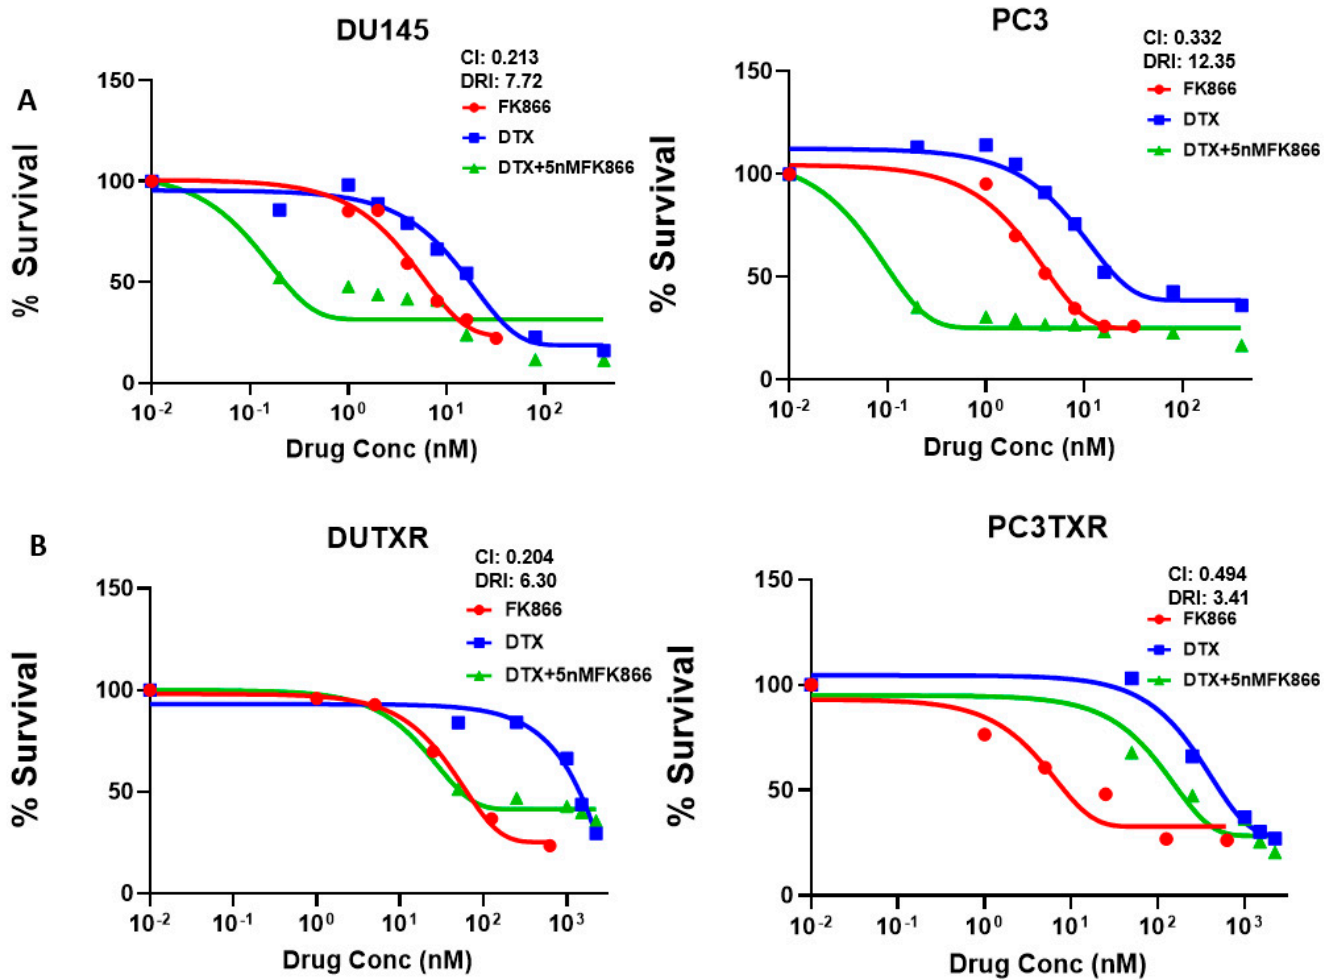 A
DU145
CI: 0.213
DRI: 7.72
FK866
DTX
DTX+5nMFK866
% Survival
150
100
50
0
10-2
10-1
100
101
102
Drug Conc (nM)
PC3
CI: 0.332
DRI: 12.35
FK866
DTX
DTX+5nMFK866
% Survival
150
100
50
0
10-2
10-1
100
101
102
Drug Conc (nM)
B
DUTXR
CI: 0.204
DRI: 6.30
FK866
DTX
DTX+5nMFK866
% Survival
150
100
50
0
10-2
10-1
100
101
102
103
Drug Conc (nM)
PC3TXR
CI: 0.494
DRI: 3.41
FK866
DTX
DTX+5nMFK866
% Survival
150
100
50
0
10-2
10-1
100
101
102
103
Drug Conc (nM)